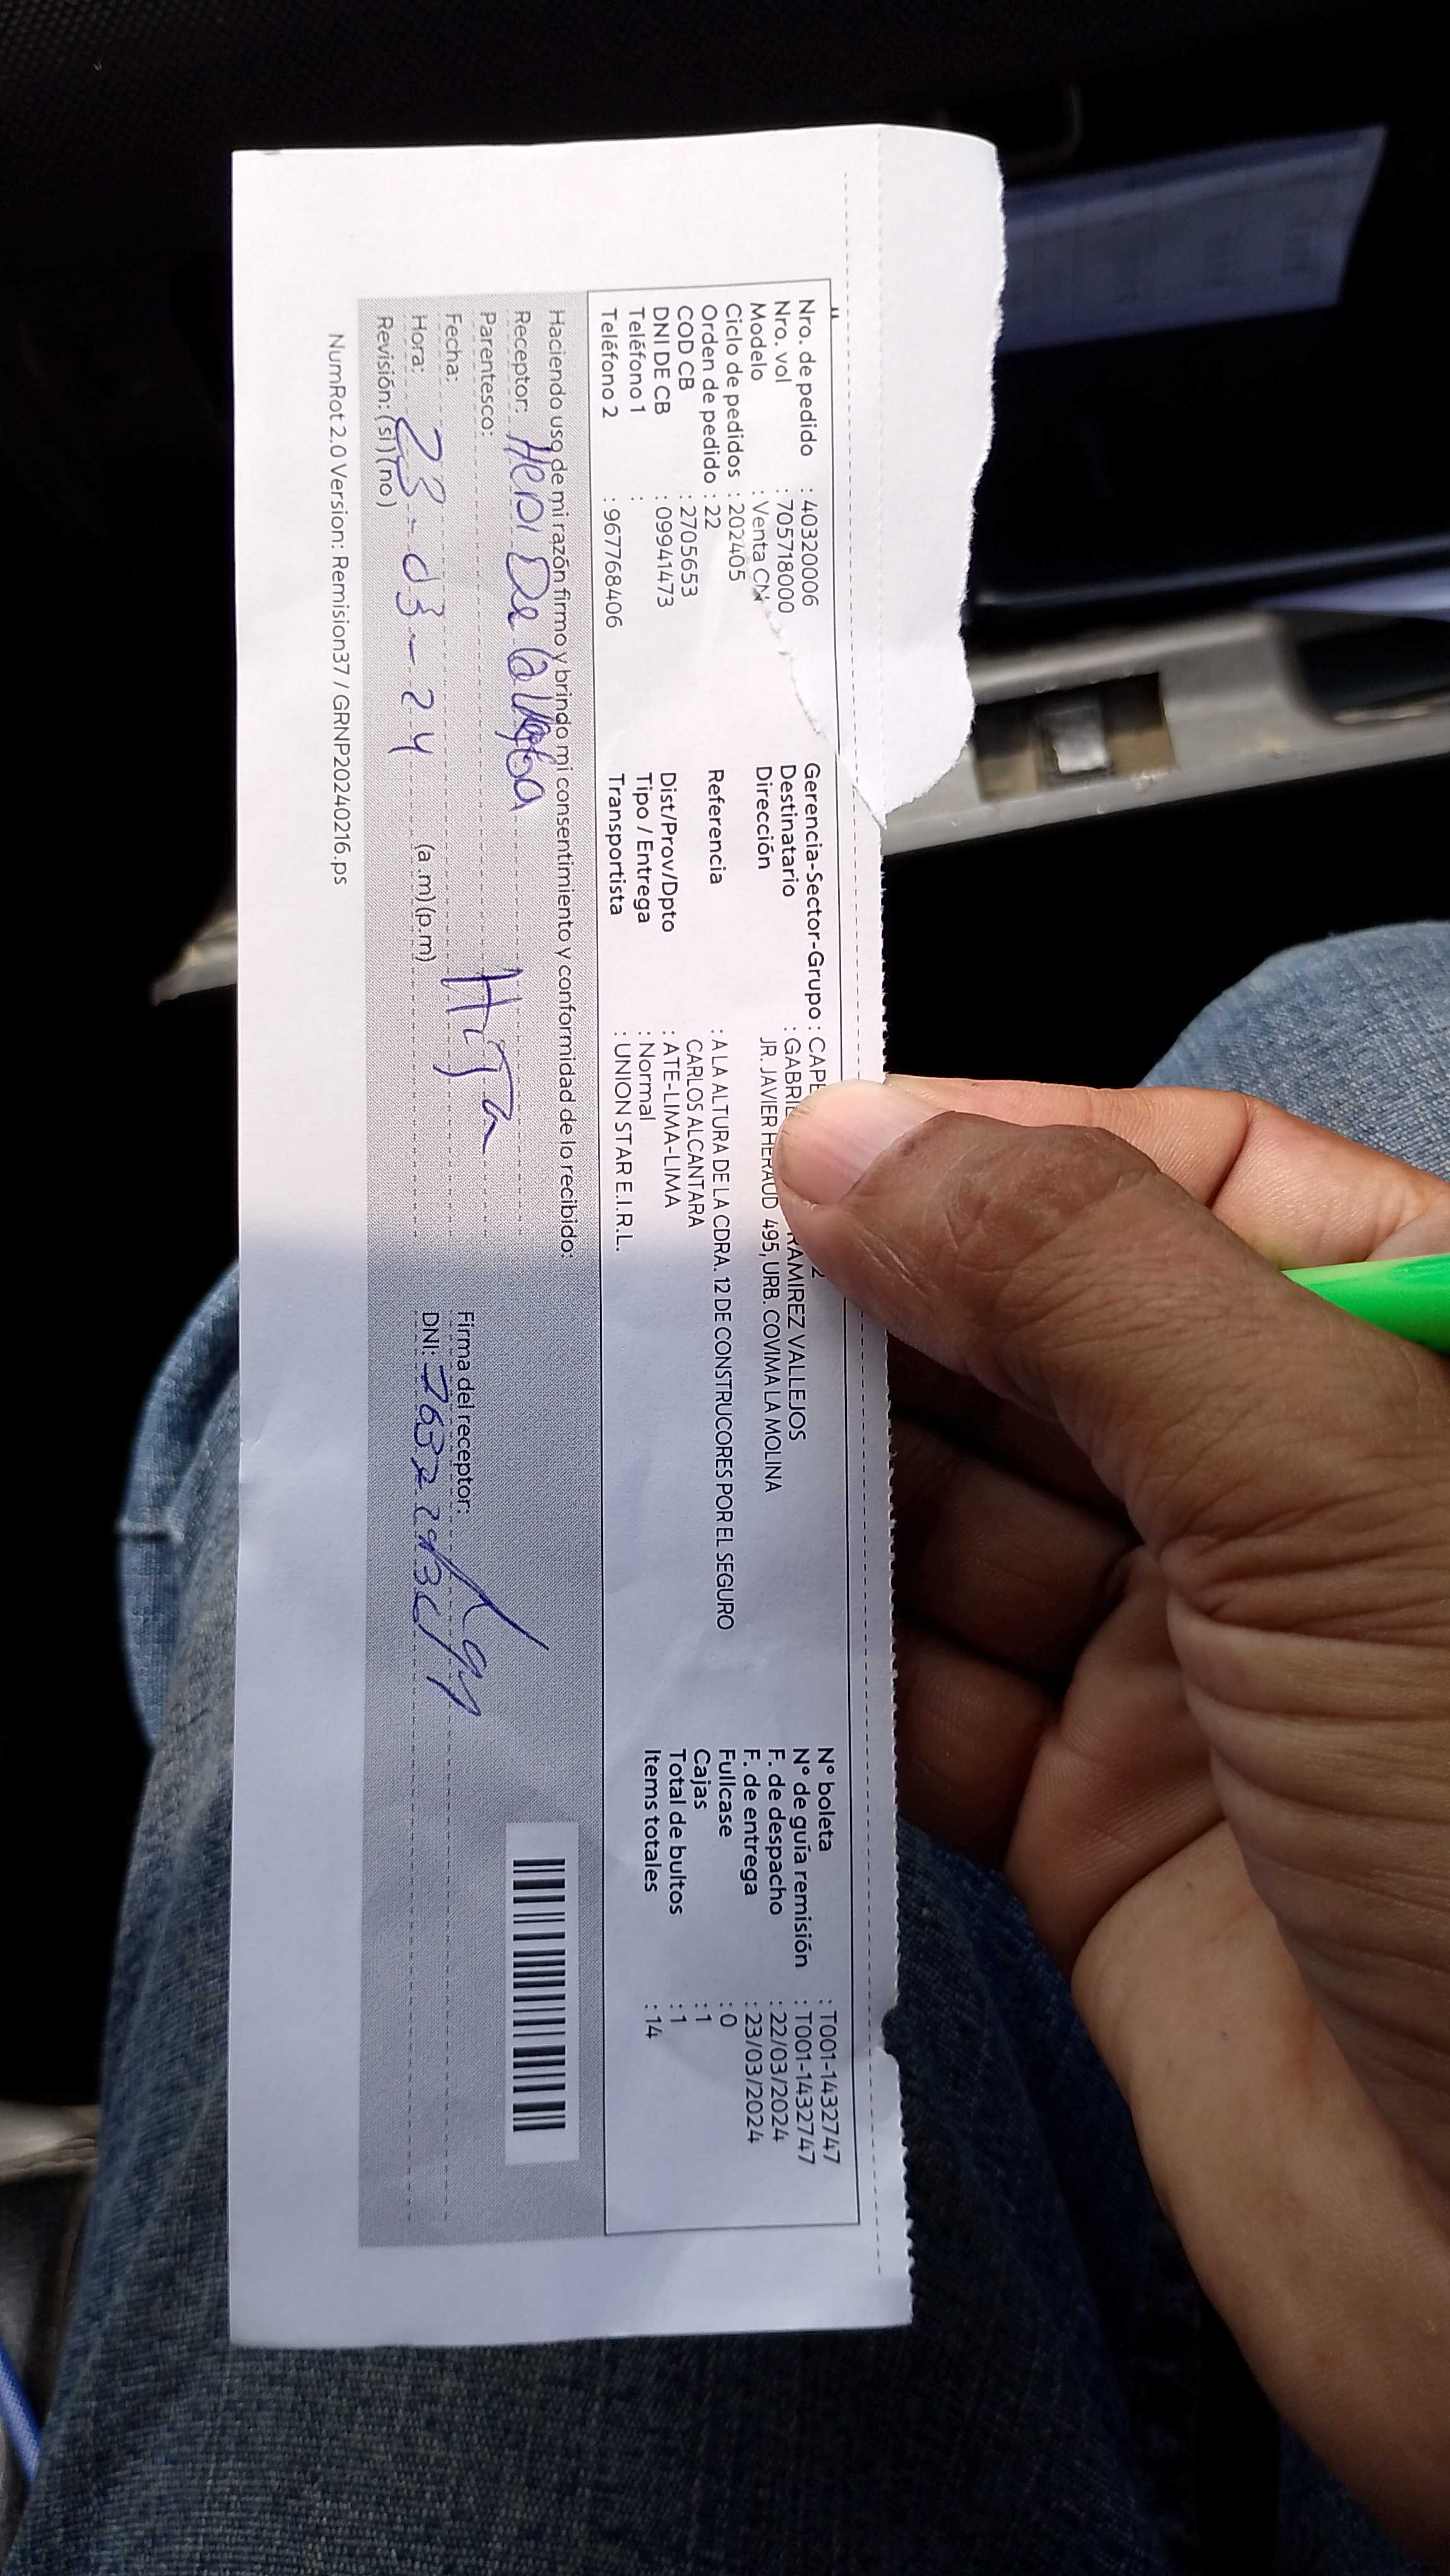 Nro. de pedido : 40320006
Nro. vol : 705718000
Modelo : Venta CN
Ciclo de pedidos : 202405
Orden de pedido : 22
COD CB : 2705653
DNI DE CB : 09941473
Teléfono 1 :
Teléfono 2 : 967768406
Gerencia-Sector-Grupo :
Destinatario : RAMIREZ VALLEJOS
Dirección JR. JAVIER HERAUD 495, URB. COVIMA LA MOLINA
Referencia : A LA ALTURA DE LA CDRA. 12 DE CONSTRUCORES POR EL SEGURO
CARLOS ALCANTARA
Dist/Prov/Dpto : ATE-LIMA-LIMA
Tipo / Entrega : Normal
Transportista : UNION STAR E.I.R.L.
N° boleta : T001-1432747
N° de guía remisión : T001-1432747
F. de despacho : 22/03/2024
F. de entrega : 23/03/2024
Fullcase : 0
Cajas : 1
Total de bultos : 1
Items totales : 14
Haciendo uso de mi razón firmo y brindo mi consentimiento y conformidad de lo recibido:
Receptor: De la
Parentesco: Hija
Fecha: 23-03-24
Hora: (a.m) (p.m)
Revisión: (si) (no)
Firma del receptor:
DNI:
NumRot 2.0 Version: Remision37 / GRNP20240216.ps